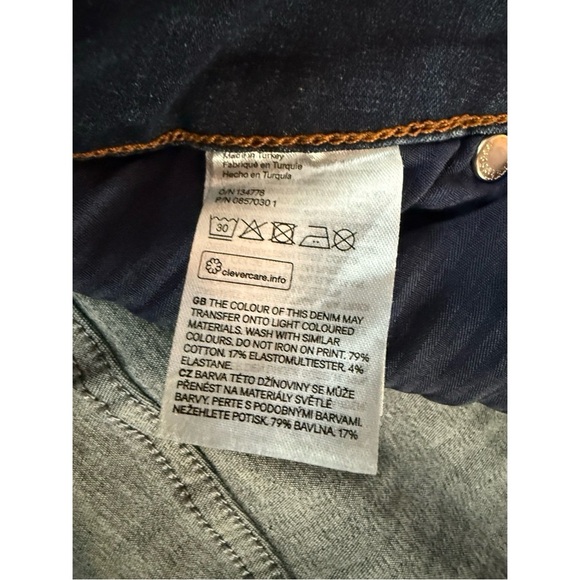 Made in Turkey
Fabriqué en Turquie
Hecho en Turquía
O/N 134778
P/N 0857030 1
30
clevercare.info
GB THE COLOUR OF THIS DENIM MAY
TRANSFER ONTO LIGHT COLOURED
MATERIALS. WASH WITH SIMILAR
COLOURS. DO NOT IRON ON PRINT. 79%
COTTON. 17% ELASTOMULTIESTER. 4%
ELASTANE.
CZ BARVA TÉTO DŽÍNOVINY SE MŮŽE
PŘENÉST NA MATERIÁLY SVĚTLÉ
BARVY. PERTE S PODOBNÝMI BARVAMI.
NEŽEHLETE POTISK. 79% BAVLNA. 17%